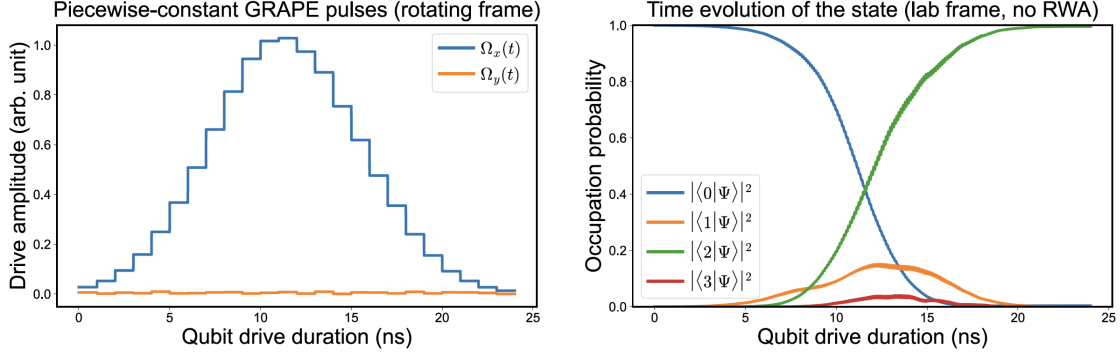 Piecewise-constant GRAPE pulses (rotating frame)
Drive amplitude (arb. unit)
1.0
0.8
0.6
0.4
0.2
0.0
Ωₓ(t)
Ω_y(t)
0 5 10 15 20 25
Qubit drive duration (ns)
Time evolution of the state (lab frame, no RWA)
Occupation probability
1.0
0.8
0.6
0.4
0.2
0.0
|⟨0|Ψ⟩|²
|⟨1|Ψ⟩|²
|⟨2|Ψ⟩|²
|⟨3|Ψ⟩|²
0 5 10 15 20 25
Qubit drive duration (ns)